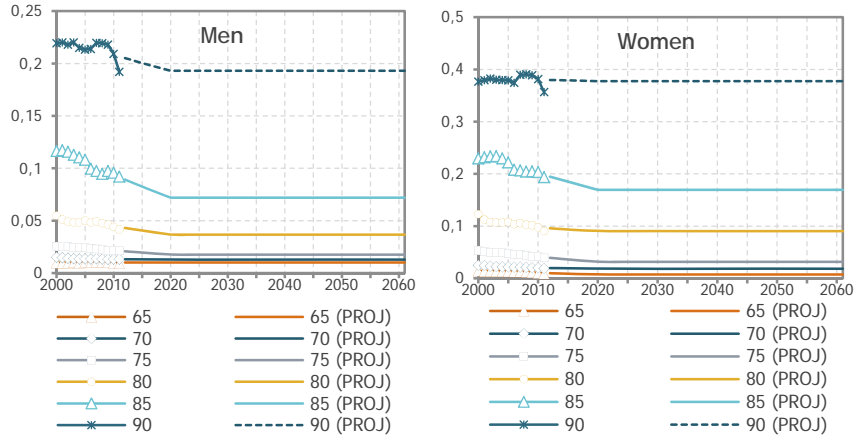 Men
0,25
0,2
0,15
0,1
0,05
0
2000 2010 2020 2030 2040 2050 2060
65 65 (PROJ)
70 70 (PROJ)
75 75 (PROJ)
80 80 (PROJ)
85 85 (PROJ)
90 90 (PROJ)
Women
0,5
0,4
0,3
0,2
0,1
0
2000 2010 2020 2030 2040 2050 2060
65 65 (PROJ)
70 70 (PROJ)
75 75 (PROJ)
80 80 (PROJ)
85 85 (PROJ)
90 90 (PROJ)